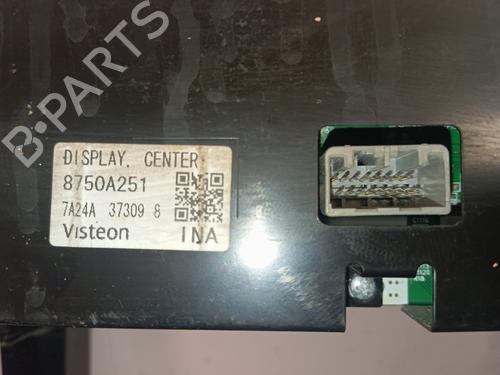 B-PARTS
DISPLAY, CENTER
8750A251
7A24A 37309 8
Visteon INA